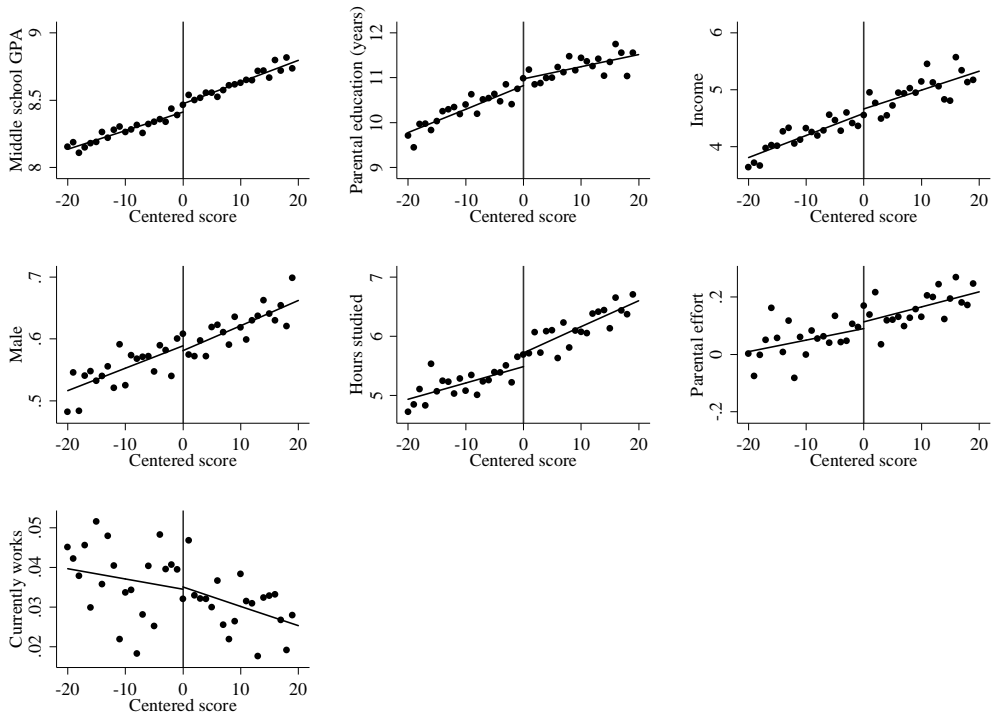 Middle school GPA
9
8.5
8
-20 -10 0 10 20
Centered score
Parental education (years)
12
11
10
9
-20 -10 0 10 20
Centered score
Income
6
5
4
-20 -10 0 10 20
Centered score
Male
.7
.6
.5
-20 -10 0 10 20
Centered score
Hours studied
7
6
5
-20 -10 0 10 20
Centered score
Parental effort
.2
0
-.2
-20 -10 0 10 20
Centered score
Currently works
.05
.04
.03
.02
-20 -10 0 10 20
Centered score